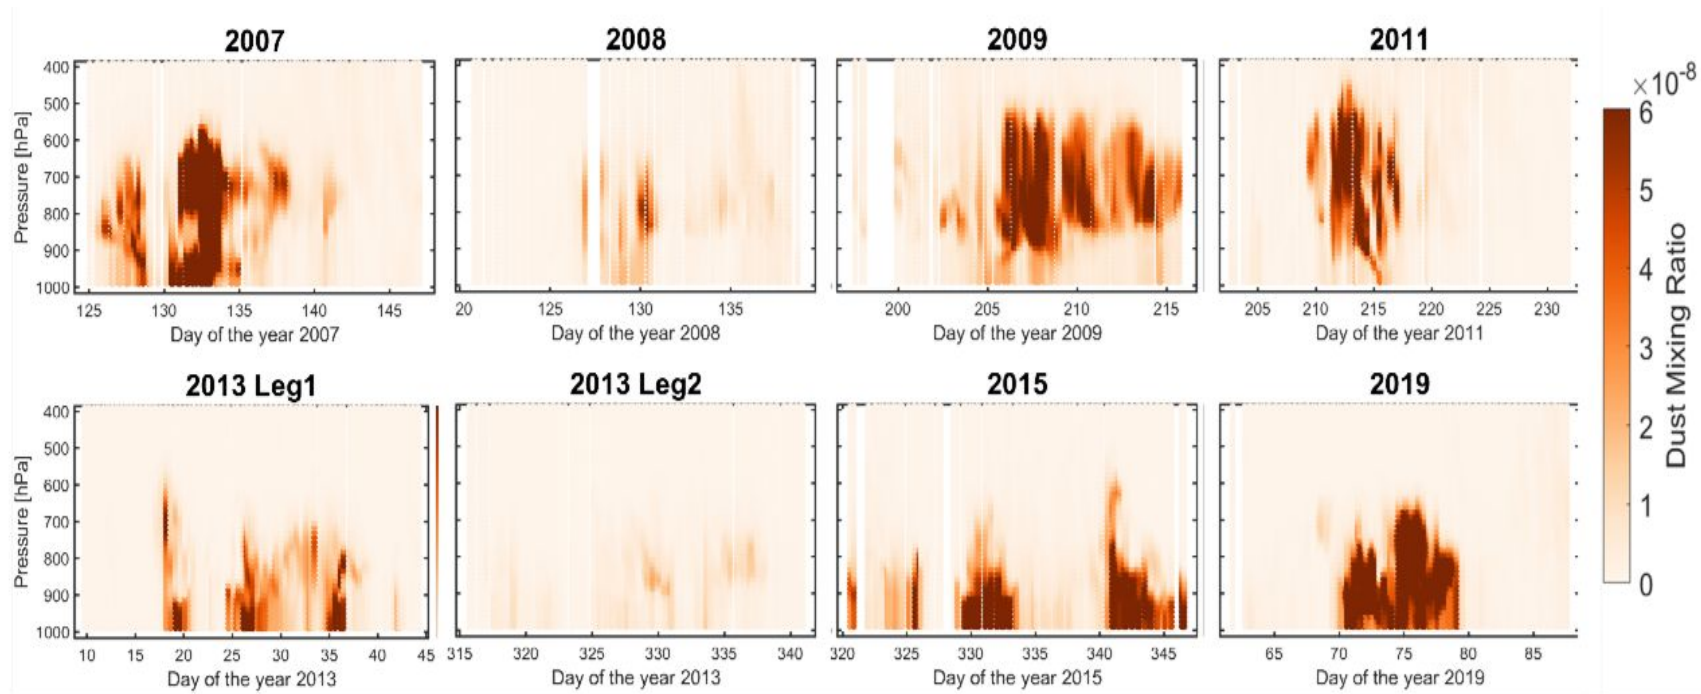 2007
2008
2009
2011
×10-8
400
500
600
700
800
900
1000
Pressure [hPa]
125 130 135 140 145
Day of the year 2007
20 125 130 135
Day of the year 2008
200 205 210 215
Day of the year 2009
205 210 215 220 225 230
Day of the year 2011
6
5
4
3
2
1
0
Dust Mixing Ratio
2013 Leg1
2013 Leg2
2015
2019
400
500
600
700
800
900
1000
Pressure [hPa]
10 15 20 25 30 35 40 45
Day of the year 2013
315 320 325 330 335 340
Day of the year 2013
320 325 330 335 340 345
Day of the year 2015
65 70 75 80 85
Day of the year 2019